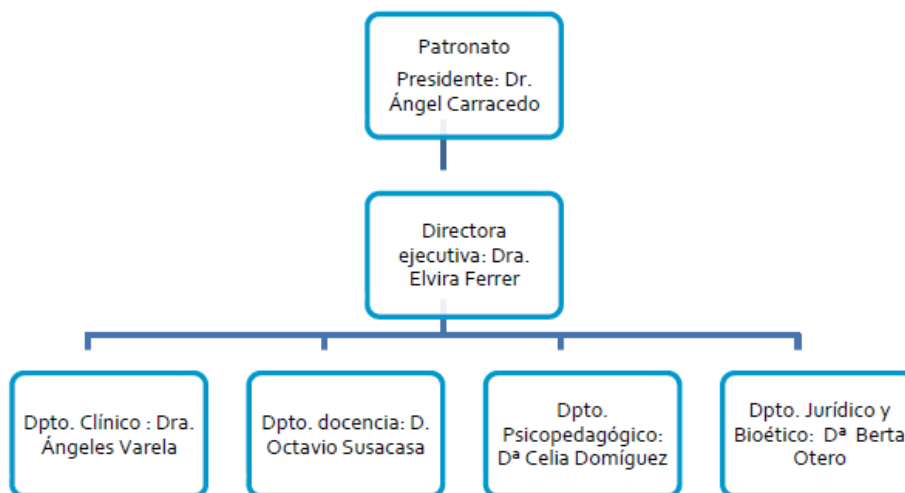 Patronato
Presidente: Dr.
Ángel Carracedo
Directora
ejecutiva: Dra.
Elvira Ferrer
Dpto. Clínico : Dra.
Ángeles Varela
Dpto. docencia: D.
Octavio Susacasa
Dpto.
Psicopedagógico:
Dª Celia Domíguez
Dpto. Jurídico y
Bioético: Dª Berta
Otero